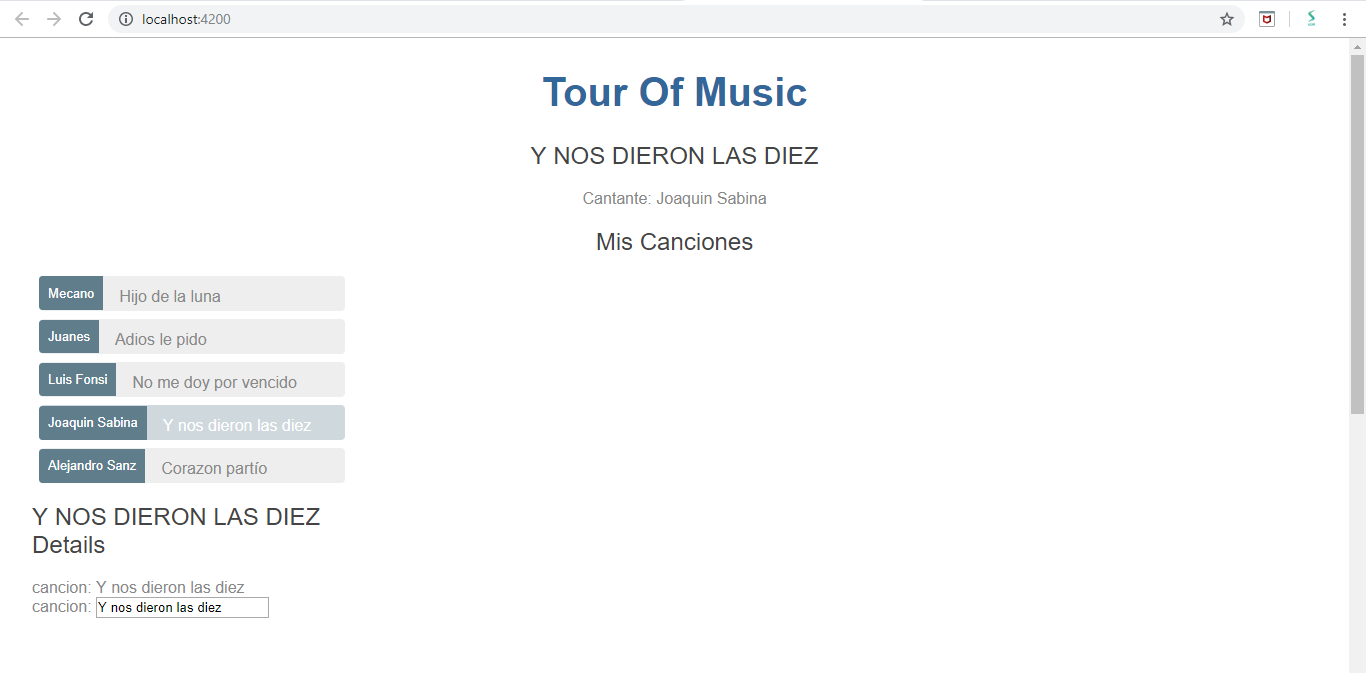 localhost:4200
Tour Of Music
Y NOS DIERON LAS DIEZ
Cantante: Joaquin Sabina
Mis Canciones
Mecano Hijo de la luna
Juanes Adios le pido
Luis Fonsi No me doy por vencido
Joaquin Sabina Y nos dieron las diez
Alejandro Sanz Corazon partío
Y NOS DIERON LAS DIEZ
Details
cancion: Y nos dieron las diez
cancion: Y nos dieron las diez